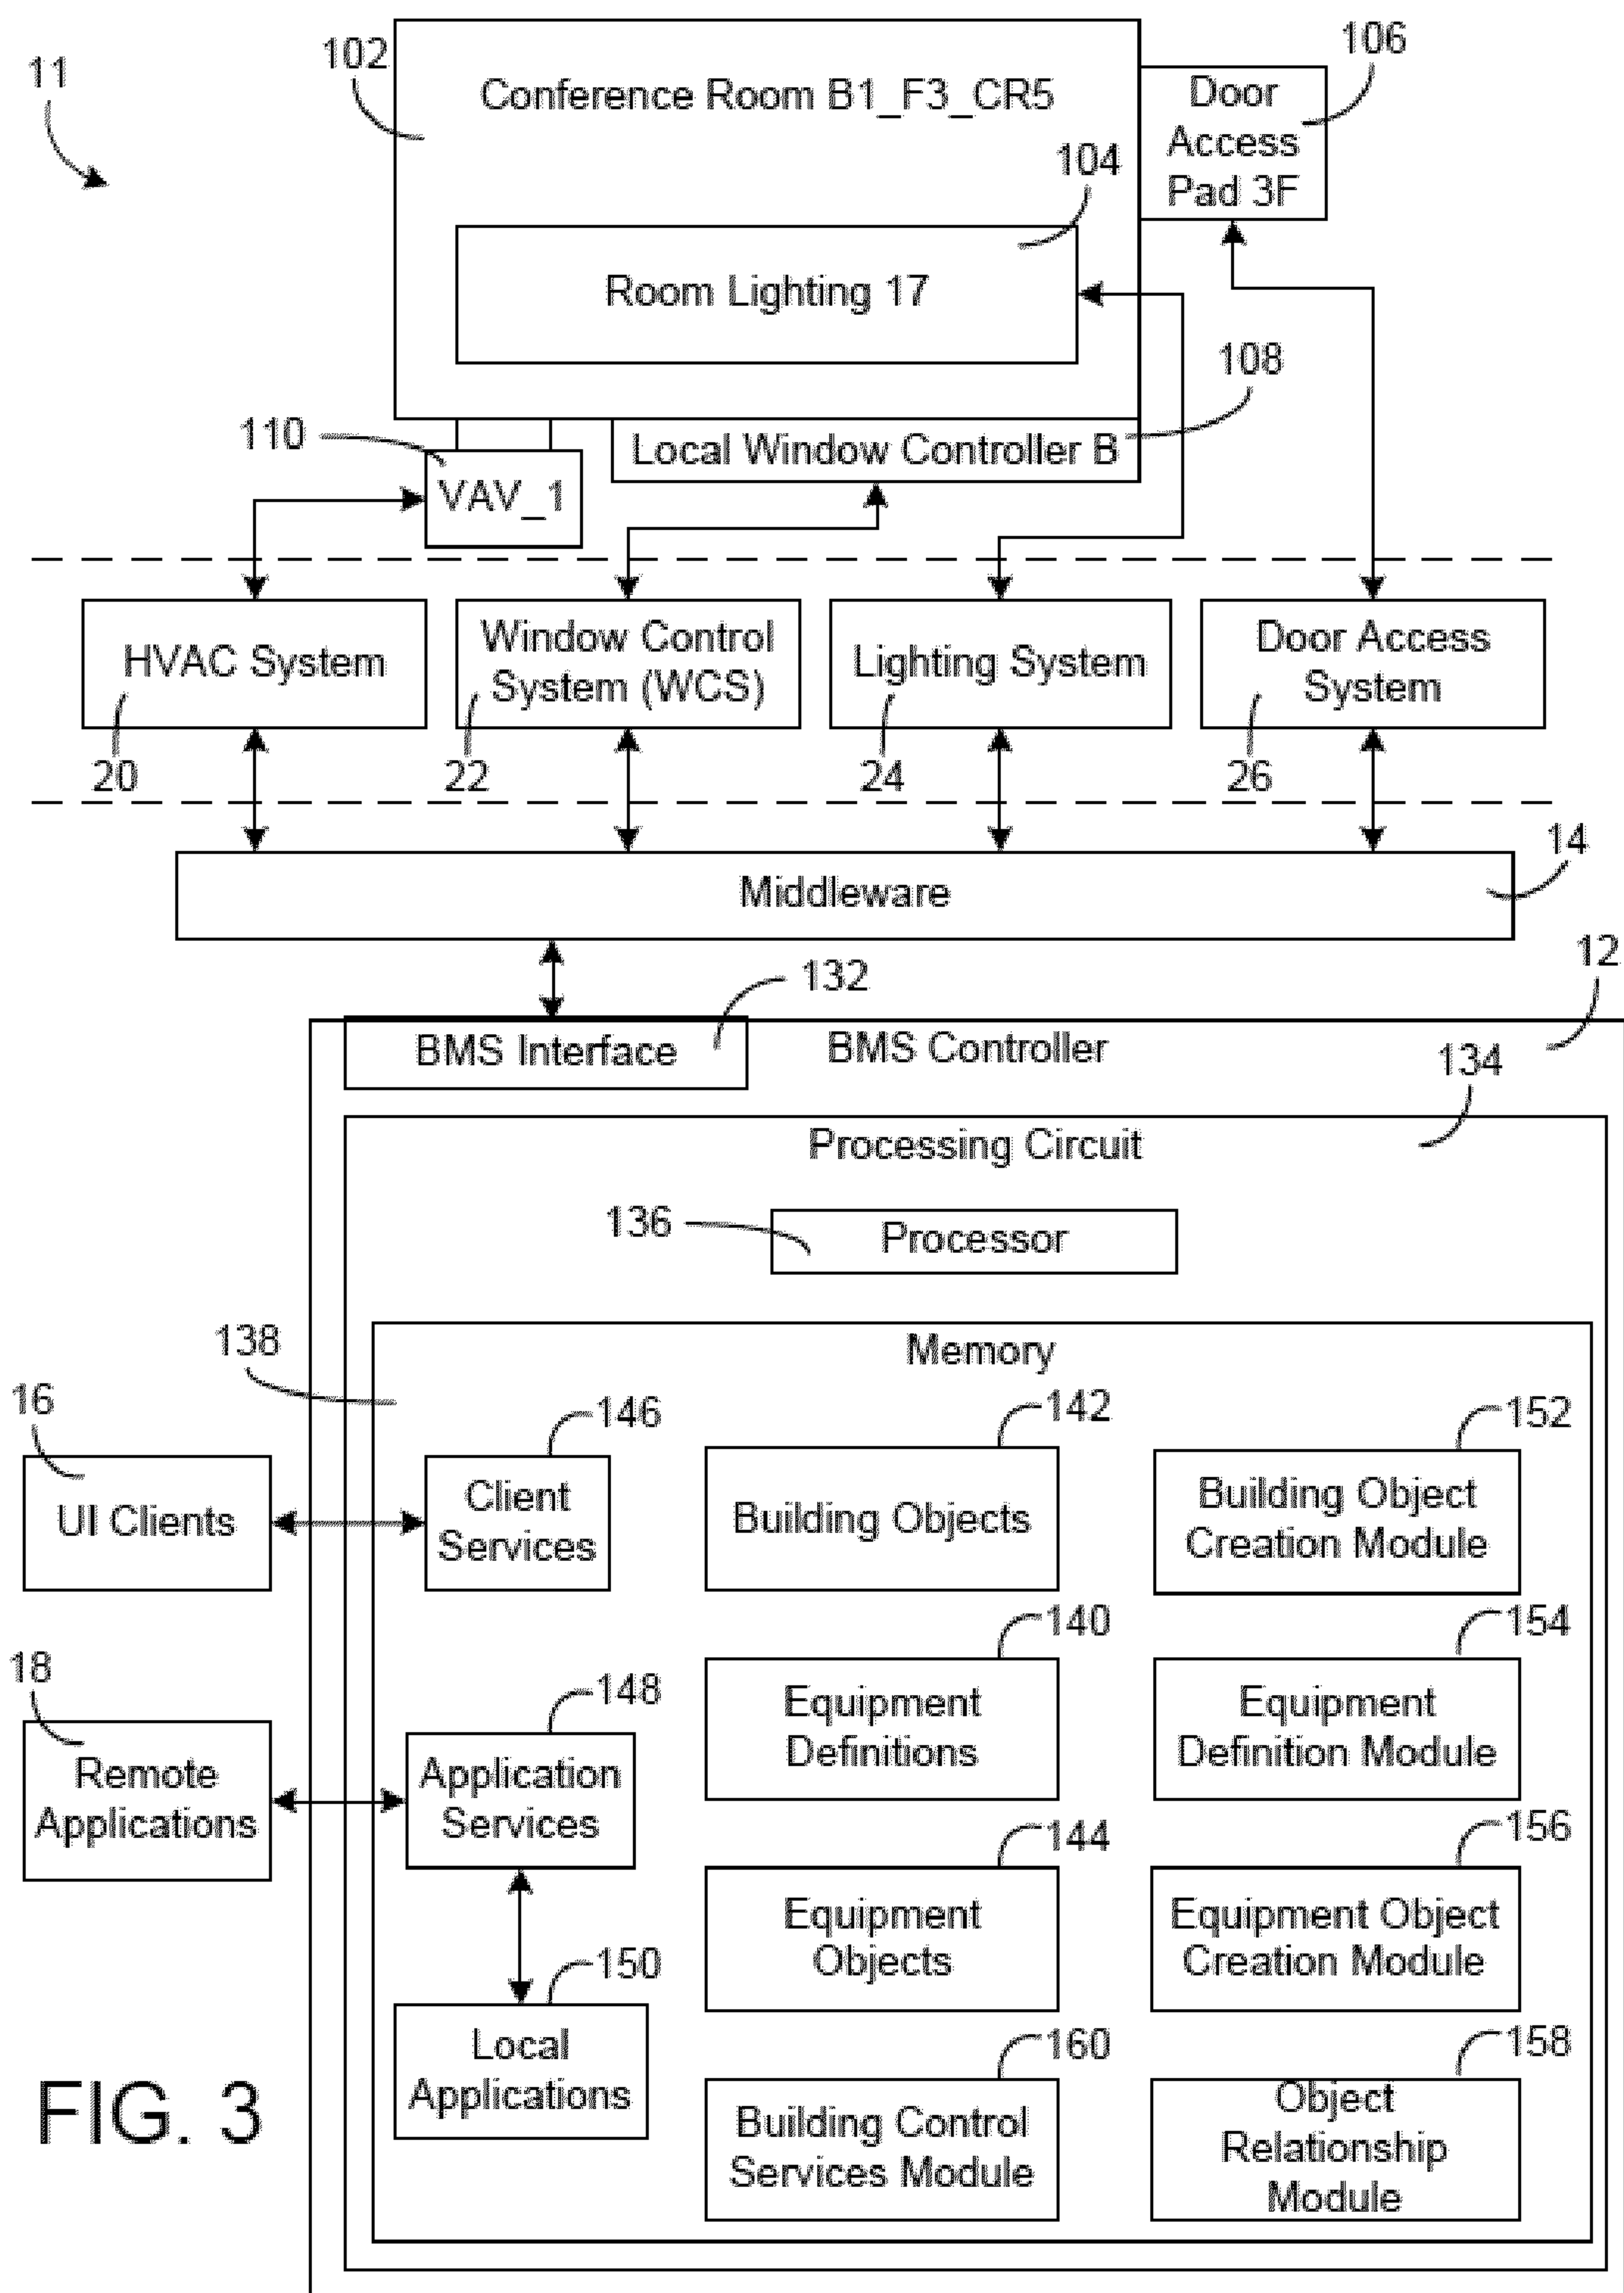 11
102
Conference Room B1_F3_CR5
106
Door
Access
Pad 3F
104
Room Lighting 17
108
110
Local Window Controller B
VAV_1
HVAC System
Window Control
System (WCS)
Lighting System
Door Access
System
20
22
24
26
14
Middleware
12
132
BMS Interface
BMS Controller
134
Processing Circuit
136
Processor
138
Memory
16
146
142
152
UI Clients
Client
Services
Building Objects
Building Object
Creation Module
18
148
140
154
Remote
Applications
Application
Services
Equipment
Definitions
Equipment
Definition Module
144
156
Equipment
Objects
Equipment Object
Creation Module
150
Local
Applications
160
158
Building Control
Services Module
Object
Relationship
Module
FIG. 3